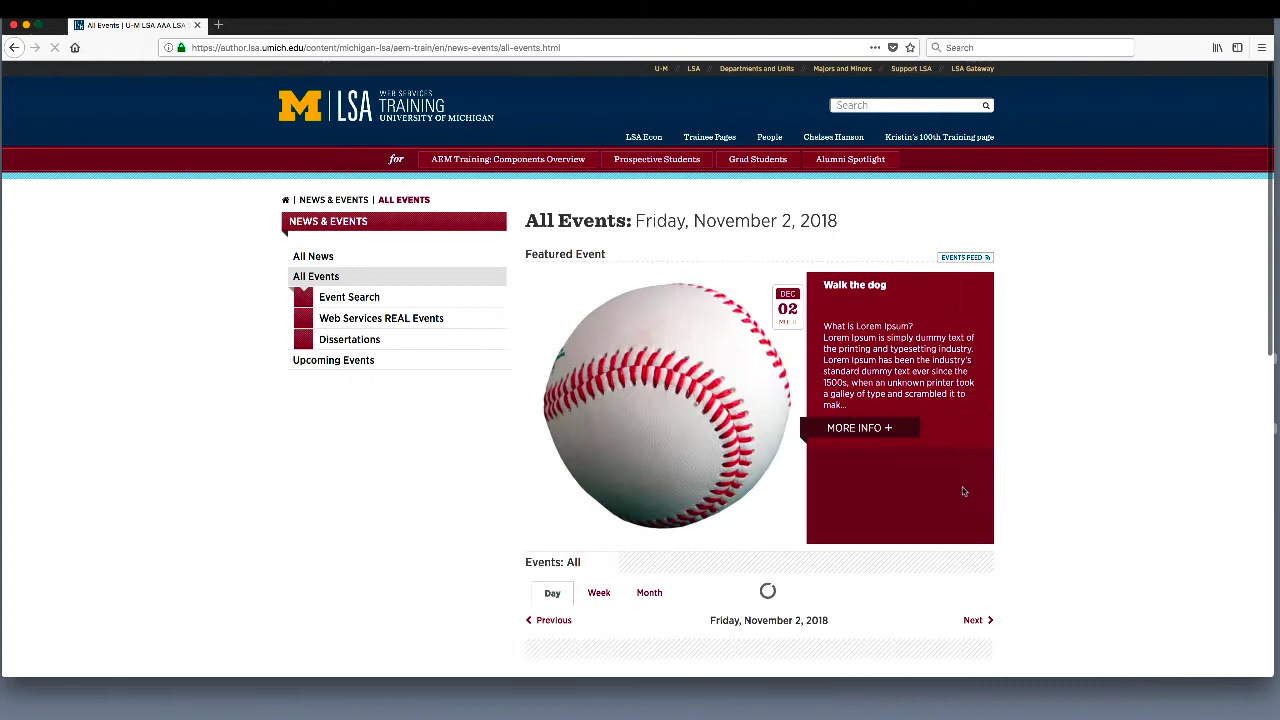 All Events | U-M LSA AAA LSA
https://author.lsa.umich.edu/content/michigan-lsa/aem-train/en/news-events/all-events.html
Search
U-M // LSA // Departments and Units // Majors and Minors // Support LSA // LSA Gateway
M LSA WEB SERVICES
TRAINING
UNIVERSITY OF MICHIGAN
Search
LSA Econ Trainee Pages People Chelsea Hanson Kristin's 100th Training page
for AEM Training: Components Overview Prospective Students Grad Students Alumni Spotlight
| NEWS & EVENTS | ALL EVENTS
NEWS & EVENTS
All News
All Events
Event Search
Web Services REAL Events
Dissertations
Upcoming Events
All Events: Friday, November 2, 2018
Featured Event
EVENTS FEED
DEC
02
MULTI
Walk the dog
What is Lorem Ipsum?
Lorem Ipsum is simply dummy text of
the printing and typesetting industry.
Lorem Ipsum has been the industry's
standard dummy text ever since the
1500s, when an unknown printer took
a galley of type and scrambled it to
mak...
MORE INFO +
Events: All
Day Week Month
Previous Friday, November 2, 2018 Next